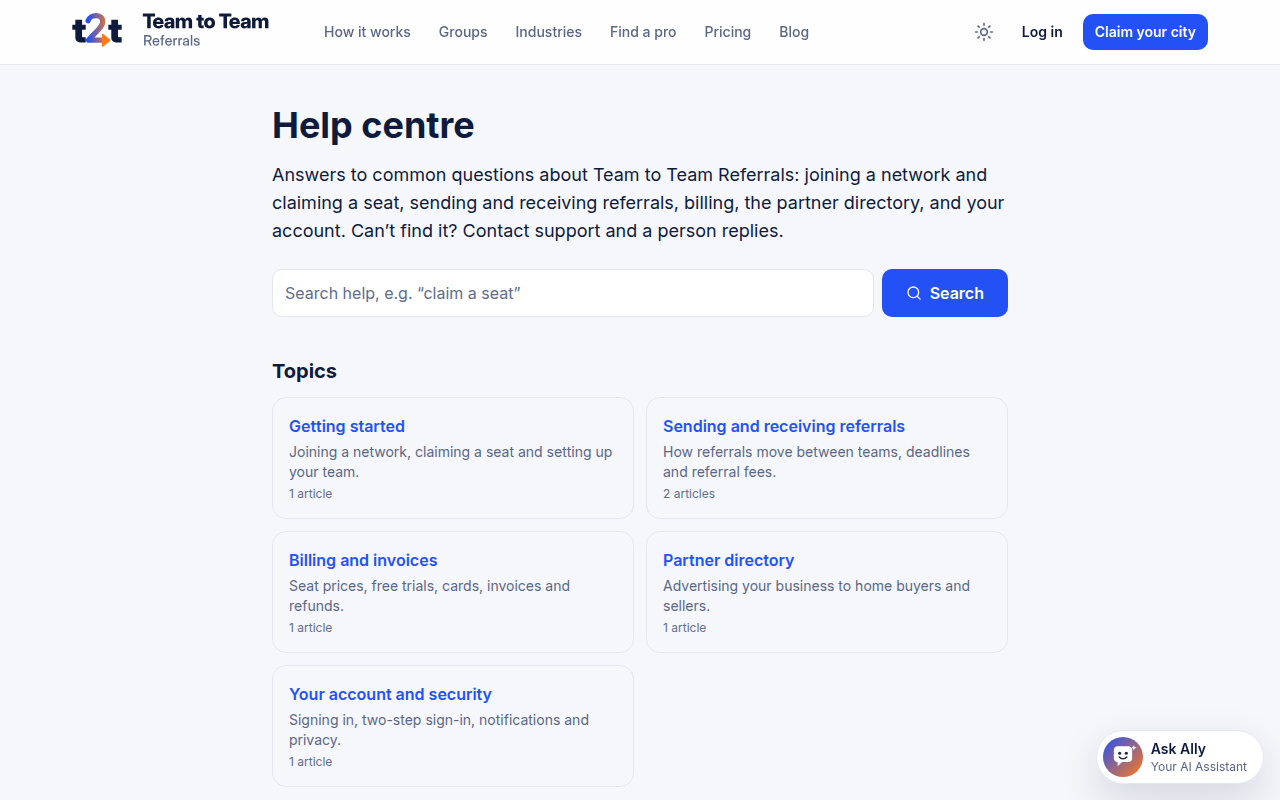 t2t
Team to Team
Referrals
How it works
Groups
Industries
Find a pro
Pricing
Blog
Log in
Claim your city
Help centre
Answers to common questions about Team to Team Referrals: joining a network and
claiming a seat, sending and receiving referrals, billing, the partner directory, and your
account. Can’t find it? Contact support and a person replies.
Search help, e.g. “claim a seat”
Search
Topics
Getting started
Joining a network, claiming a seat and setting up
your team.
1 article
Sending and receiving referrals
How referrals move between teams, deadlines
and referral fees.
2 articles
Billing and invoices
Seat prices, free trials, cards, invoices and
refunds.
1 article
Partner directory
Advertising your business to home buyers and
sellers.
1 article
Your account and security
Signing in, two-step sign-in, notifications and
privacy.
1 article
Ask Ally
Your AI Assistant